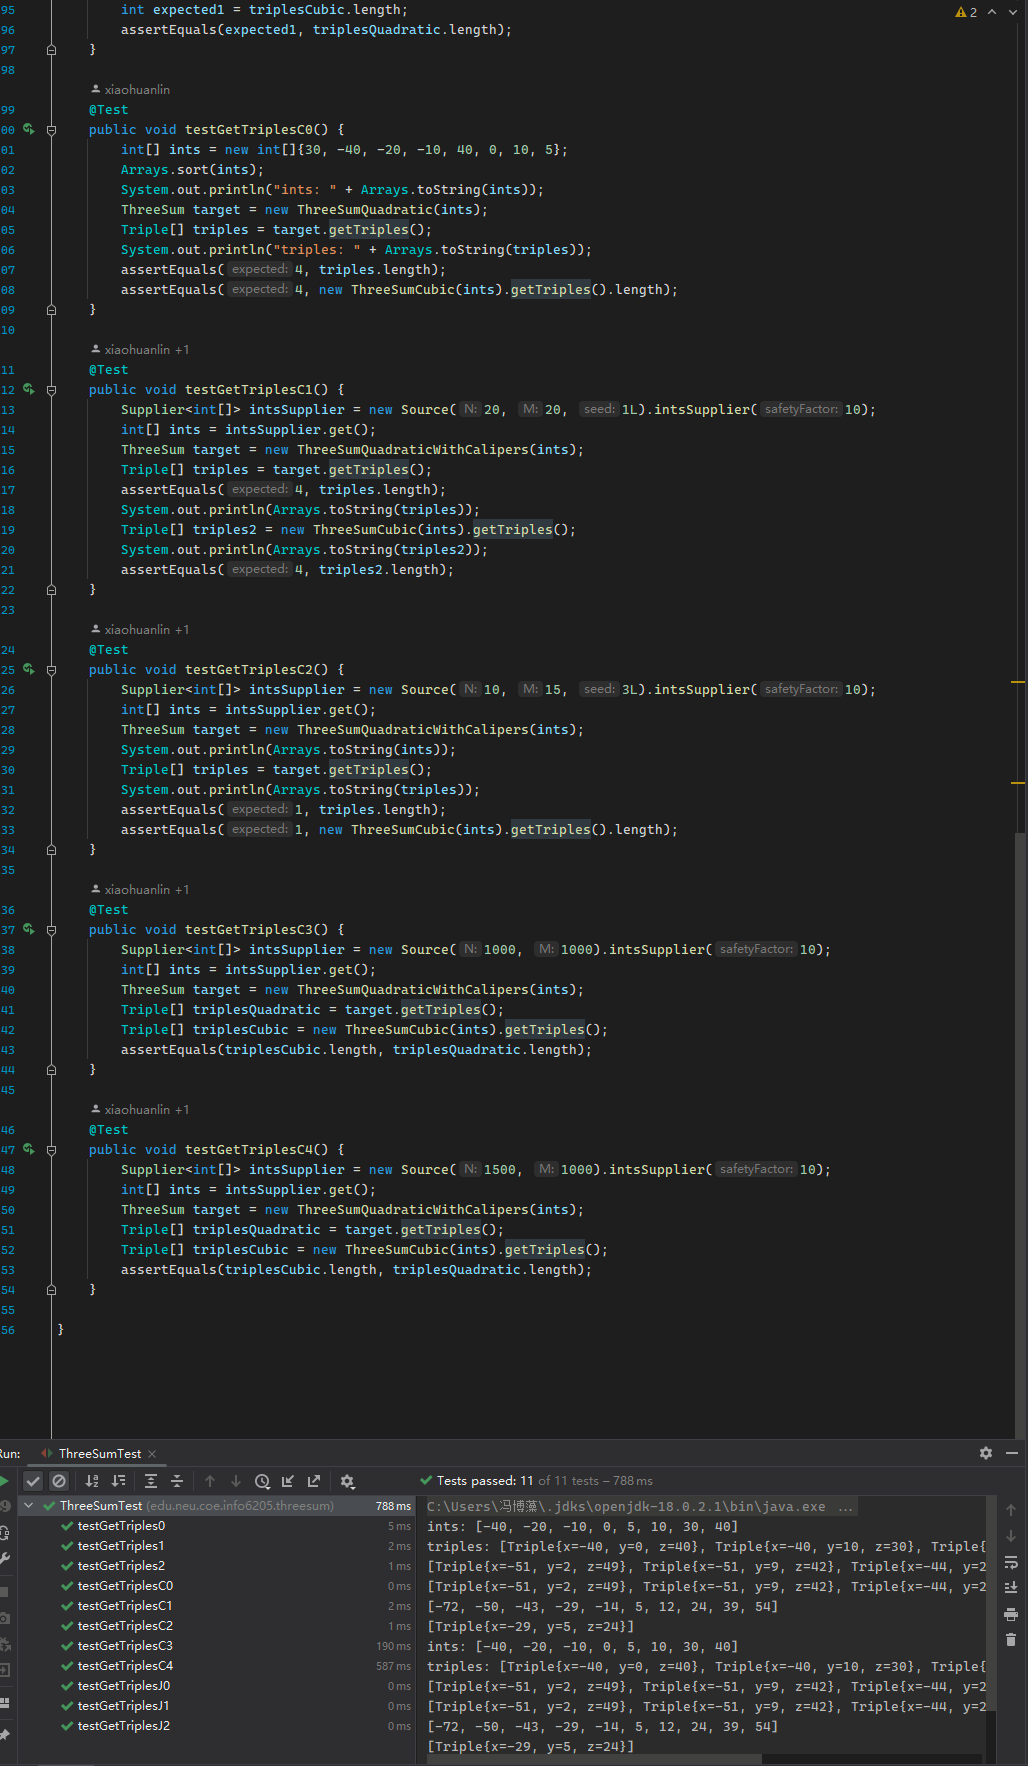 95 int expected1 = triplesCubic.length;
2
96 assertEquals(expected1, triplesQuadratic.length);
97 }
98
xiaohuanlin
99 @Test
00 public void testGetTriplesC0() {
01 int[] ints = new int[]{30, -40, -20, -10, 40, 0, 10, 5};
02 Arrays.sort(ints);
03 System.out.println("ints: " + Arrays.toString(ints));
04 ThreeSum target = new ThreeSumQuadratic(ints);
05 Triple[] triples = target.getTriples();
06 System.out.println("triples: " + Arrays.toString(triples));
07 assertEquals( expected: 4, triples.length);
08 assertEquals( expected: 4, new ThreeSumCubic(ints).getTriples().length);
09 }
10
xiaohuanlin +1
11 @Test
12 public void testGetTriplesC1() {
13 Supplier<int[]> intsSupplier = new Source( N: 20, M: 20, seed: 1L).intsSupplier( safetyFactor: 10);
14 int[] ints = intsSupplier.get();
15 ThreeSum target = new ThreeSumQuadraticWithCalipers(ints);
16 Triple[] triples = target.getTriples();
17 assertEquals( expected: 4, triples.length);
18 System.out.println(Arrays.toString(triples));
19 Triple[] triples2 = new ThreeSumCubic(ints).getTriples();
20 System.out.println(Arrays.toString(triples2));
21 assertEquals( expected: 4, triples2.length);
22 }
23
xiaohuanlin +1
24 @Test
25 public void testGetTriplesC2() {
26 Supplier<int[]> intsSupplier = new Source( N: 10, M: 15, seed: 3L).intsSupplier( safetyFactor: 10);
27 int[] ints = intsSupplier.get();
28 ThreeSum target = new ThreeSumQuadraticWithCalipers(ints);
29 System.out.println(Arrays.toString(ints));
30 Triple[] triples = target.getTriples();
31 System.out.println(Arrays.toString(triples));
32 assertEquals( expected: 1, triples.length);
33 assertEquals( expected: 1, new ThreeSumCubic(ints).getTriples().length);
34 }
35
xiaohuanlin +1
36 @Test
37 public void testGetTriplesC3() {
38 Supplier<int[]> intsSupplier = new Source( N: 1000, M: 1000).intsSupplier( safetyFactor: 10);
39 int[] ints = intsSupplier.get();
40 ThreeSum target = new ThreeSumQuadraticWithCalipers(ints);
41 Triple[] triplesQuadratic = target.getTriples();
42 Triple[] triplesCubic = new ThreeSumCubic(ints).getTriples();
43 assertEquals(triplesCubic.length, triplesQuadratic.length);
44 }
45
xiaohuanlin +1
46 @Test
47 public void testGetTriplesC4() {
48 Supplier<int[]> intsSupplier = new Source( N: 1500, M: 1000).intsSupplier( safetyFactor: 10);
49 int[] ints = intsSupplier.get();
50 ThreeSum target = new ThreeSumQuadraticWithCalipers(ints);
51 Triple[] triplesQuadratic = target.getTriples();
52 Triple[] triplesCubic = new ThreeSumCubic(ints).getTriples();
53 assertEquals(triplesCubic.length, triplesQuadratic.length);
54 }
55
56 }
Run: ThreeSumTest
Tests passed: 11 of 11 tests – 788 ms
ThreeSumTest (edu.neu.coe.info6205.threesum) 788 ms
testGetTriples0 5 ms
testGetTriples1 2 ms
testGetTriples2 1 ms
testGetTriplesC0 0 ms
testGetTriplesC1 2 ms
testGetTriplesC2 1 ms
testGetTriplesC3 190 ms
testGetTriplesC4 587 ms
testGetTriplesJ0 0 ms
testGetTriplesJ1 0 ms
testGetTriplesJ2 0 ms
C:\Users\冯博藻\.jdks\openjdk-18.0.2.1\bin\java.exe ...
ints: [-40, -20, -10, 0, 5, 10, 30, 40]
triples: [Triple{x=-40, y=0, z=40}, Triple{x=-40, y=10, z=30}, Triple{
[Triple{x=-51, y=2, z=49}, Triple{x=-51, y=9, z=42}, Triple{x=-44, y=2
[Triple{x=-51, y=2, z=49}, Triple{x=-51, y=9, z=42}, Triple{x=-44, y=2
[-72, -50, -43, -29, -14, 5, 12, 24, 39, 54]
[Triple{x=-29, y=5, z=24}]
ints: [-40, -20, -10, 0, 5, 10, 30, 40]
triples: [Triple{x=-40, y=0, z=40}, Triple{x=-40, y=10, z=30}, Triple{
[Triple{x=-51, y=2, z=49}, Triple{x=-51, y=9, z=42}, Triple{x=-44, y=2
[Triple{x=-51, y=2, z=49}, Triple{x=-51, y=9, z=42}, Triple{x=-44, y=2
[-72, -50, -43, -29, -14, 5, 12, 24, 39, 54]
[Triple{x=-29, y=5, z=24}]